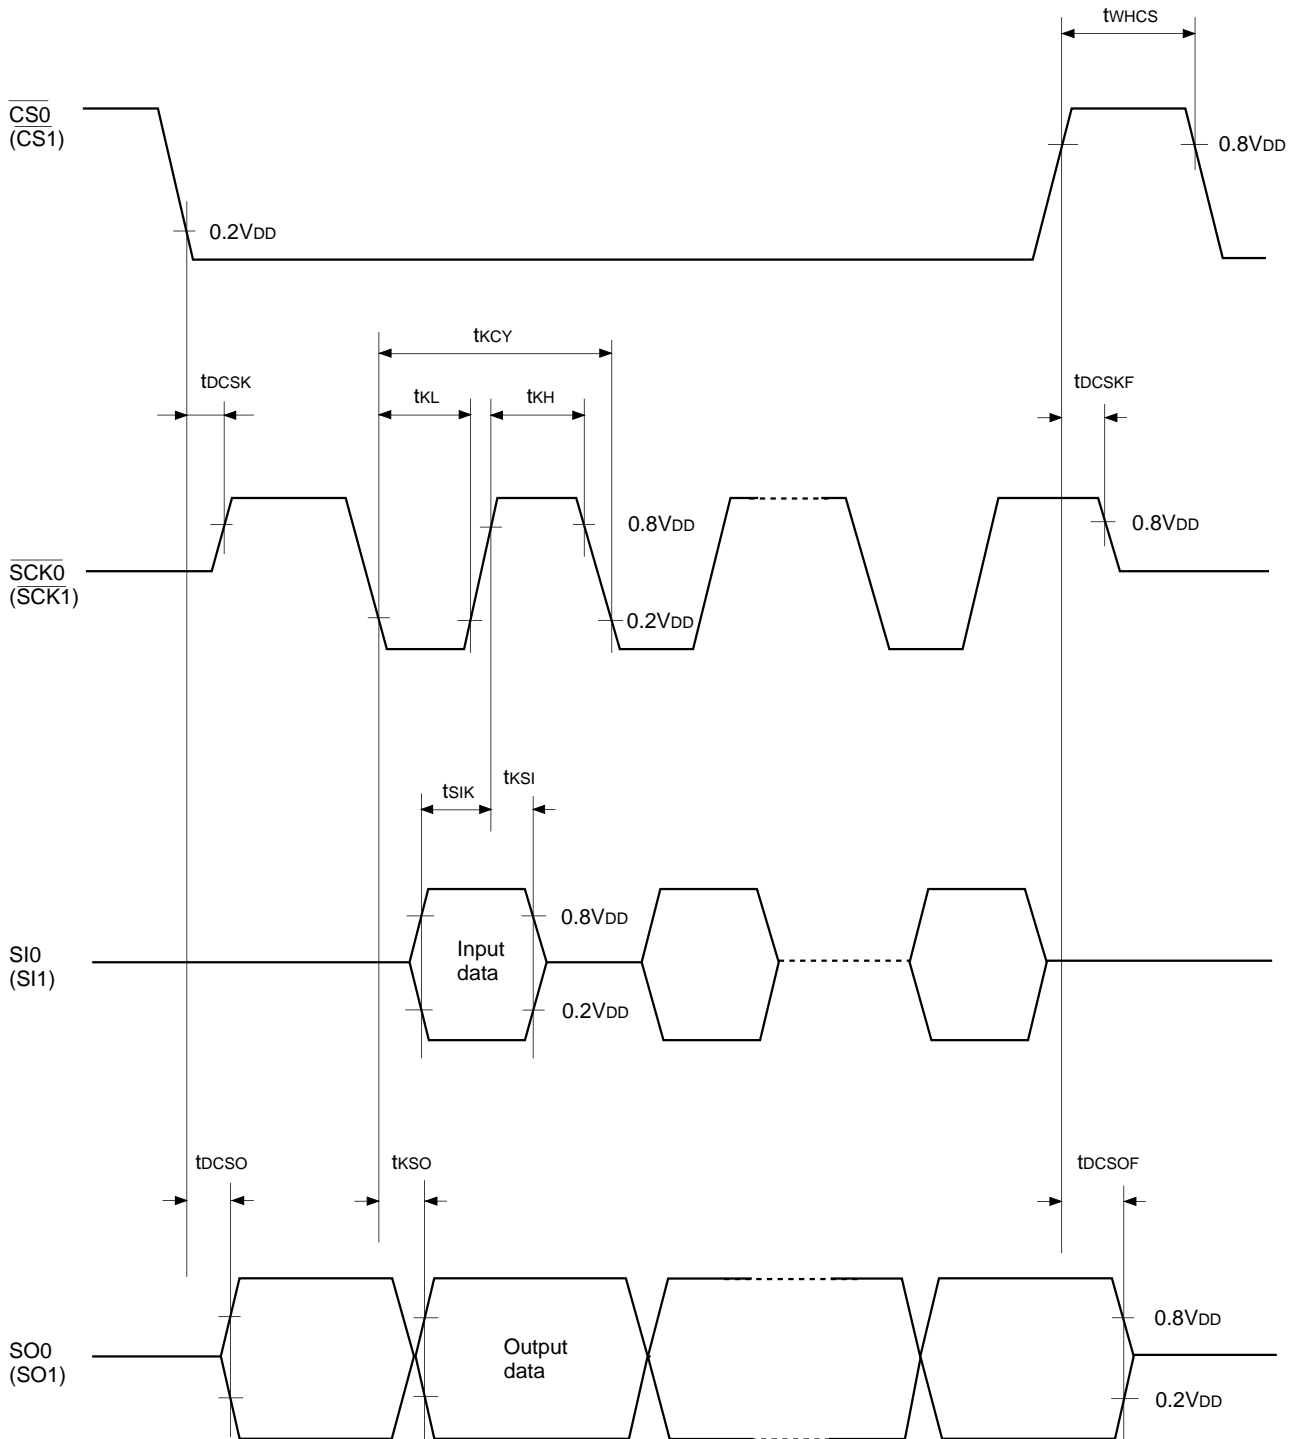 tWHCS
CS0
(CS1)
0.8VDD
0.2VDD
tKCY
tDCSK
tKL
tKH
tDCSKF
0.8VDD
0.8VDD
SCK0
(SCK1)
0.2VDD
tKSI
tSIK
0.8VDD
SI0
(SI1)
Input
data
0.2VDD
tDCSO
tKSO
tDCSOF
0.8VDD
SO0
(SO1)
Output
data
0.2VDD